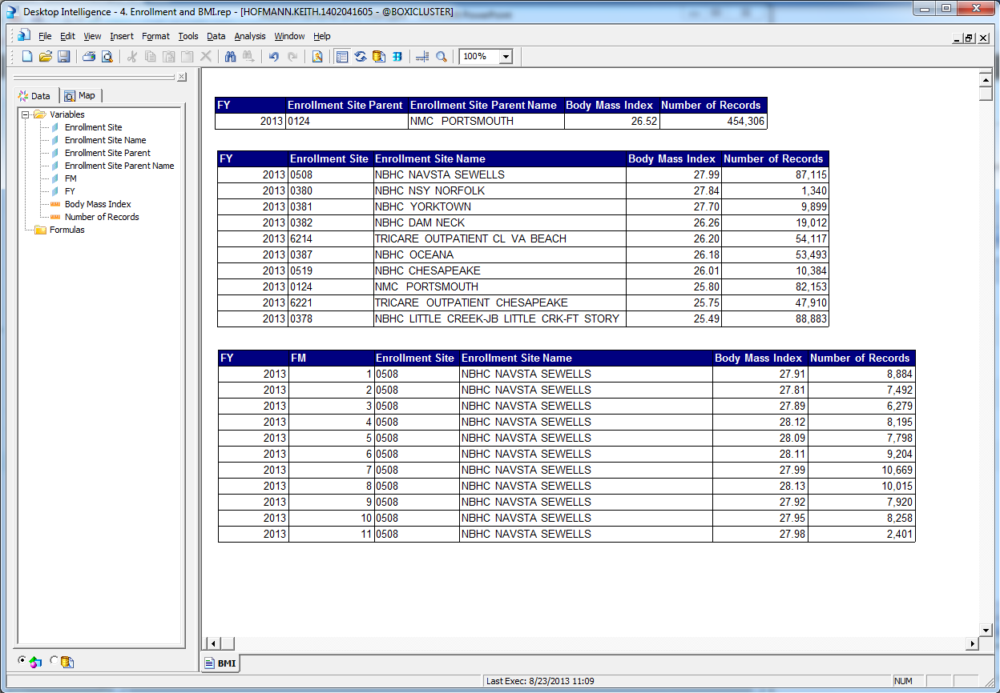 Desktop Intelligence - 4. Enrollment and BMI.rep - [HOFMANN.KEITH.1402041605 - @BOXICLUSTER]
File Edit View Insert Format Tools Data Analysis Window Help
100%
Data Map
Variables
Enrollment Site
Enrollment Site Name
Enrollment Site Parent
Enrollment Site Parent Name
FM
FY
Body Mass Index
Number of Records
Formulas
FY Enrollment Site Parent Enrollment Site Parent Name Body Mass Index Number of Records
2013 0124 NMC PORTSMOUTH 26.52 454,306
FY Enrollment Site Enrollment Site Name Body Mass Index Number of Records
2013 0508 NBHC NAVSTA SEWELLS 27.99 87,115
2013 0380 NBHC NSY NORFOLK 27.84 1,340
2013 0381 NBHC YORKTOWN 27.70 9,899
2013 0382 NBHC DAM NECK 26.26 19,012
2013 6214 TRICARE OUTPATIENT CL VA BEACH 26.20 54,117
2013 0387 NBHC OCEANA 26.18 53,493
2013 0519 NBHC CHESAPEAKE 26.01 10,384
2013 0124 NMC PORTSMOUTH 25.80 82,153
2013 6221 TRICARE OUTPATIENT CHESAPEAKE 25.75 47,910
2013 0378 NBHC LITTLE CREEK-JB LITTLE CRK-FT STORY 25.49 88,883
FY FM Enrollment Site Enrollment Site Name Body Mass Index Number of Records
2013 1 0508 NBHC NAVSTA SEWELLS 27.91 8,884
2013 2 0508 NBHC NAVSTA SEWELLS 27.81 7,492
2013 3 0508 NBHC NAVSTA SEWELLS 27.89 6,279
2013 4 0508 NBHC NAVSTA SEWELLS 28.12 8,195
2013 5 0508 NBHC NAVSTA SEWELLS 28.09 7,798
2013 6 0508 NBHC NAVSTA SEWELLS 28.11 9,204
2013 7 0508 NBHC NAVSTA SEWELLS 27.99 10,669
2013 8 0508 NBHC NAVSTA SEWELLS 28.13 10,015
2013 9 0508 NBHC NAVSTA SEWELLS 27.92 7,920
2013 10 0508 NBHC NAVSTA SEWELLS 27.95 8,258
2013 11 0508 NBHC NAVSTA SEWELLS 27.98 2,401
BMI
Last Exec: 8/23/2013 11:09 NUM